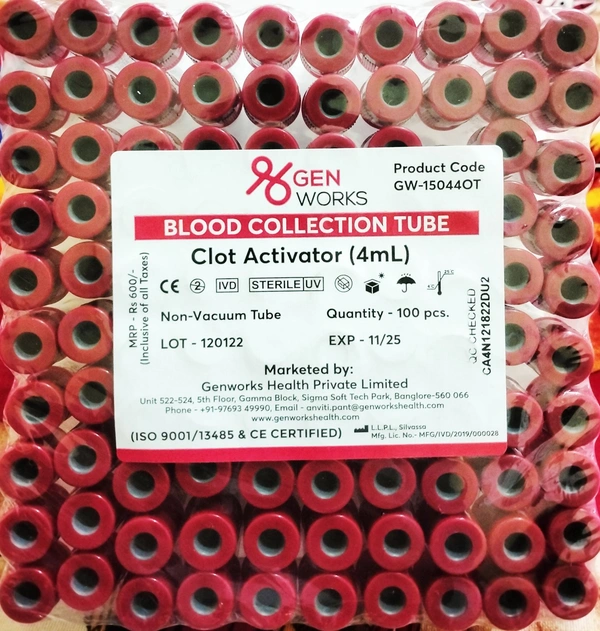 GEN
WORKS
Product Code
GW-15044OT
BLOOD COLLECTION TUBE
Clot Activator (4mL)
CE 2 IVD STERILE UV
MRP - Rs 600/-
(Inclusive of all Taxes)
Non-Vacuum Tube
Quantity - 100 pcs.
LOT - 120122
EXP - 11/25
QC CHECKED
CA4N121822DU2
Marketed by:
Genworks Health Private Limited
Unit 522-524, 5th Floor, Gamma Block, Sigma Soft Tech Park, Banglore-560 066
Phone - +91-97693 49990, Email - anviti.pant@genworkshealth.com
www.genworkshealth.com
(ISO 9001/13485 & CE CERTIFIED)
L.L.P.L., Silvassa
Mfg. Lic. No.- MFG/IVD/2019/000028